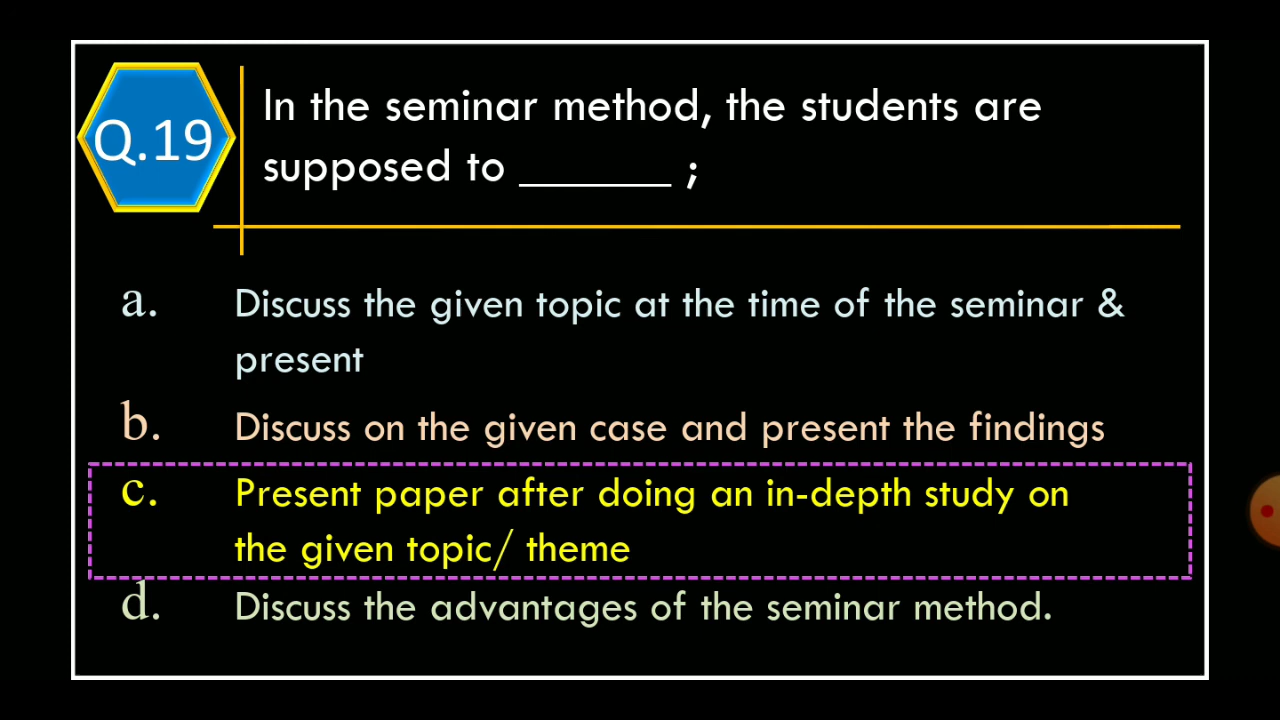 Q.19
In the seminar method, the students are
supposed to _______ ;
a. Discuss the given topic at the time of the seminar &
present
b. Discuss on the given case and present the findings
c. Present paper after doing an in-depth study on
the given topic/ theme
d. Discuss the advantages of the seminar method.